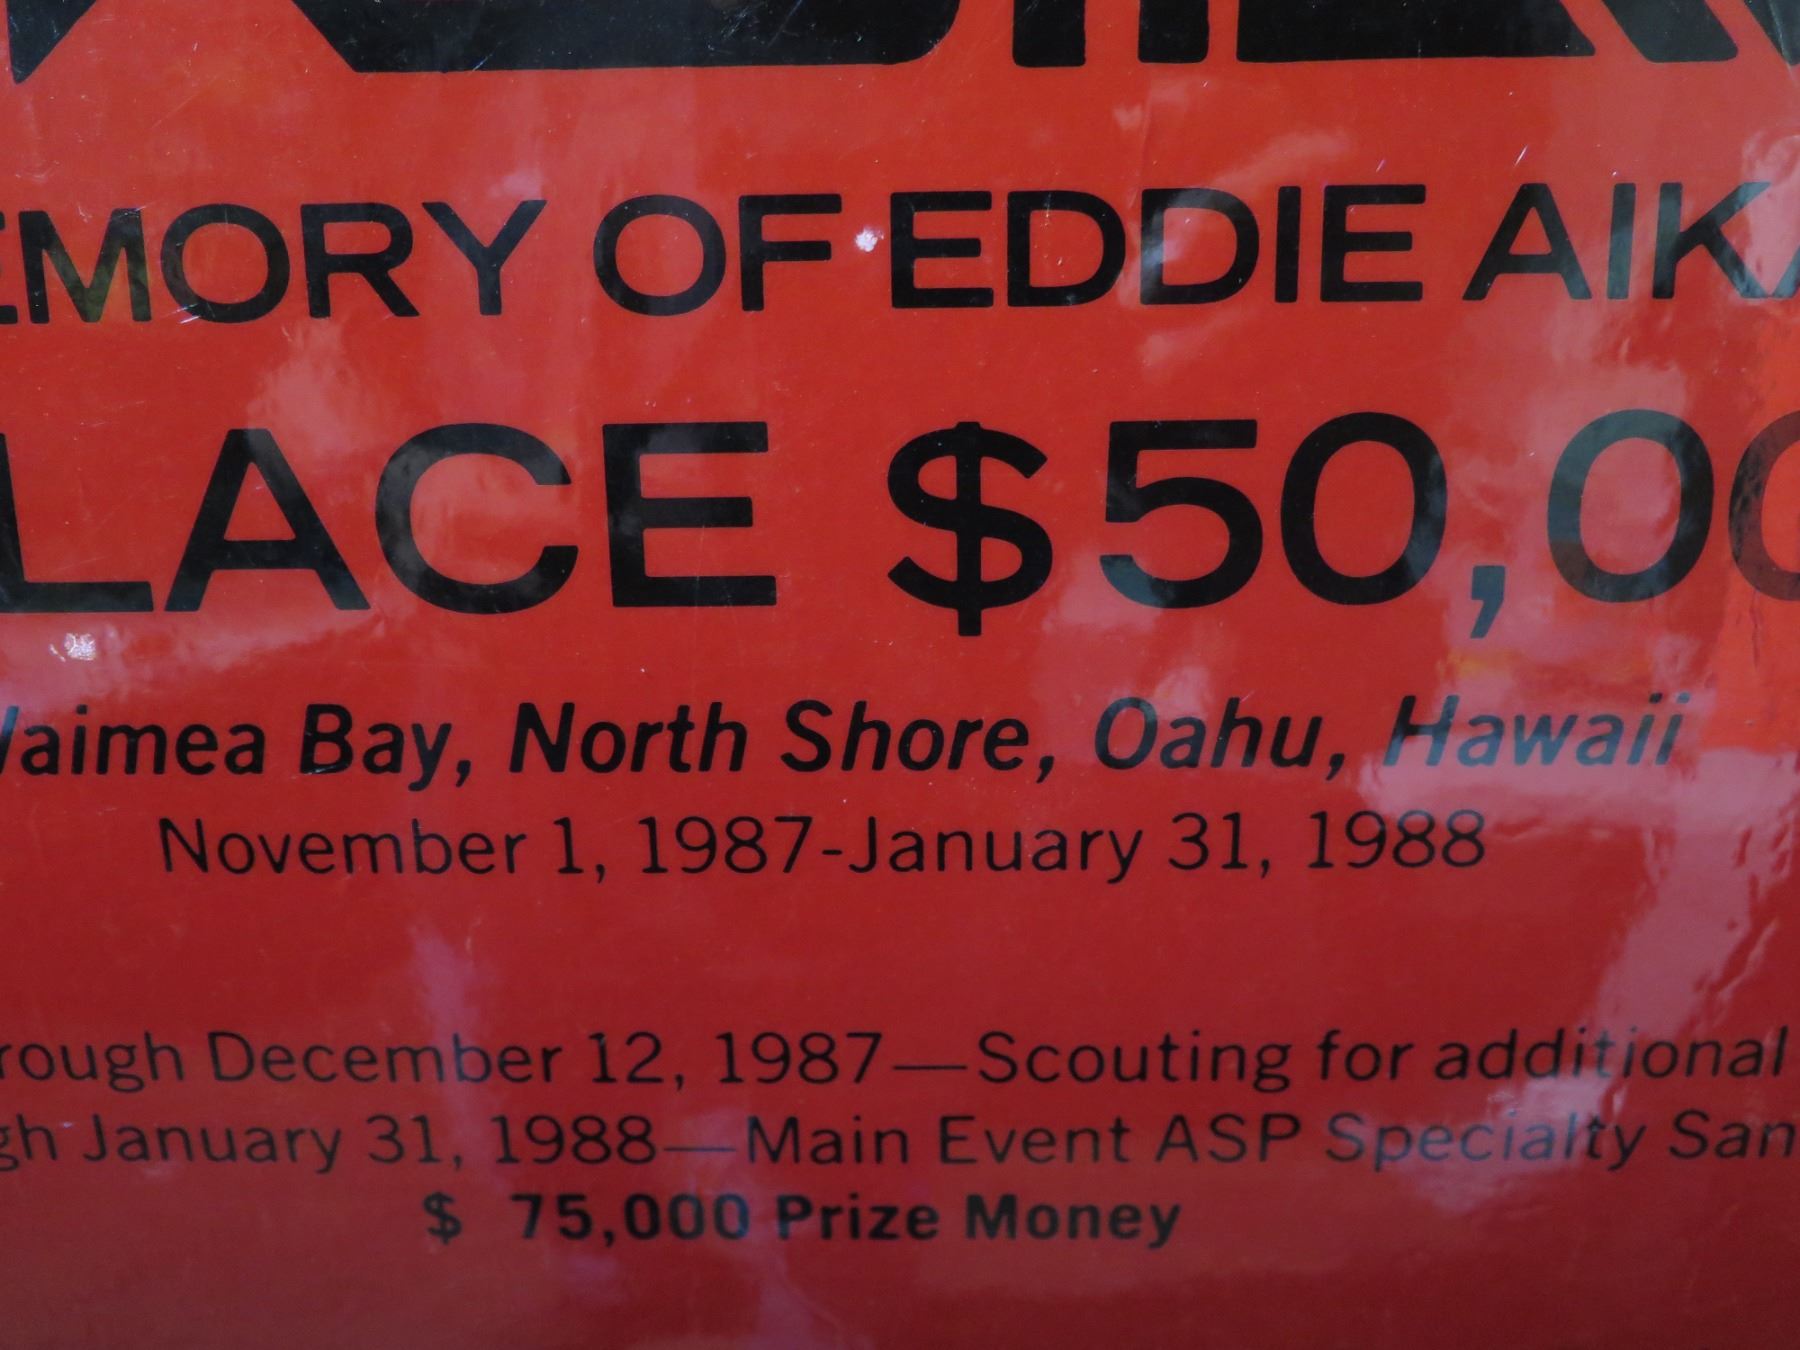 EMORY OF EDDIE AIKA
LACE $50,00
Waimea Bay, North Shore, Oahu, Hawaii
November 1, 1987-January 31, 1988
rough December 12, 1987—Scouting for additional
gh January 31, 1988—Main Event ASP Specialty San
$ 75,000 Prize Money